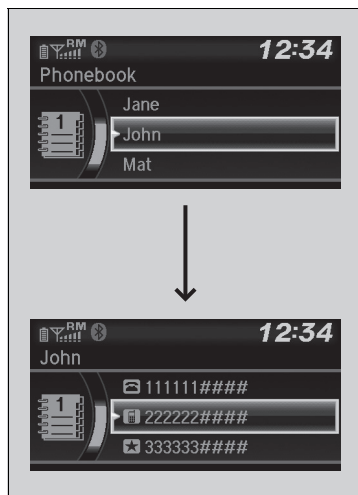 RM 12:34
Phonebook
1
Jane
John
Mat
RM 12:34
John
1
111111####
222222####
333333####